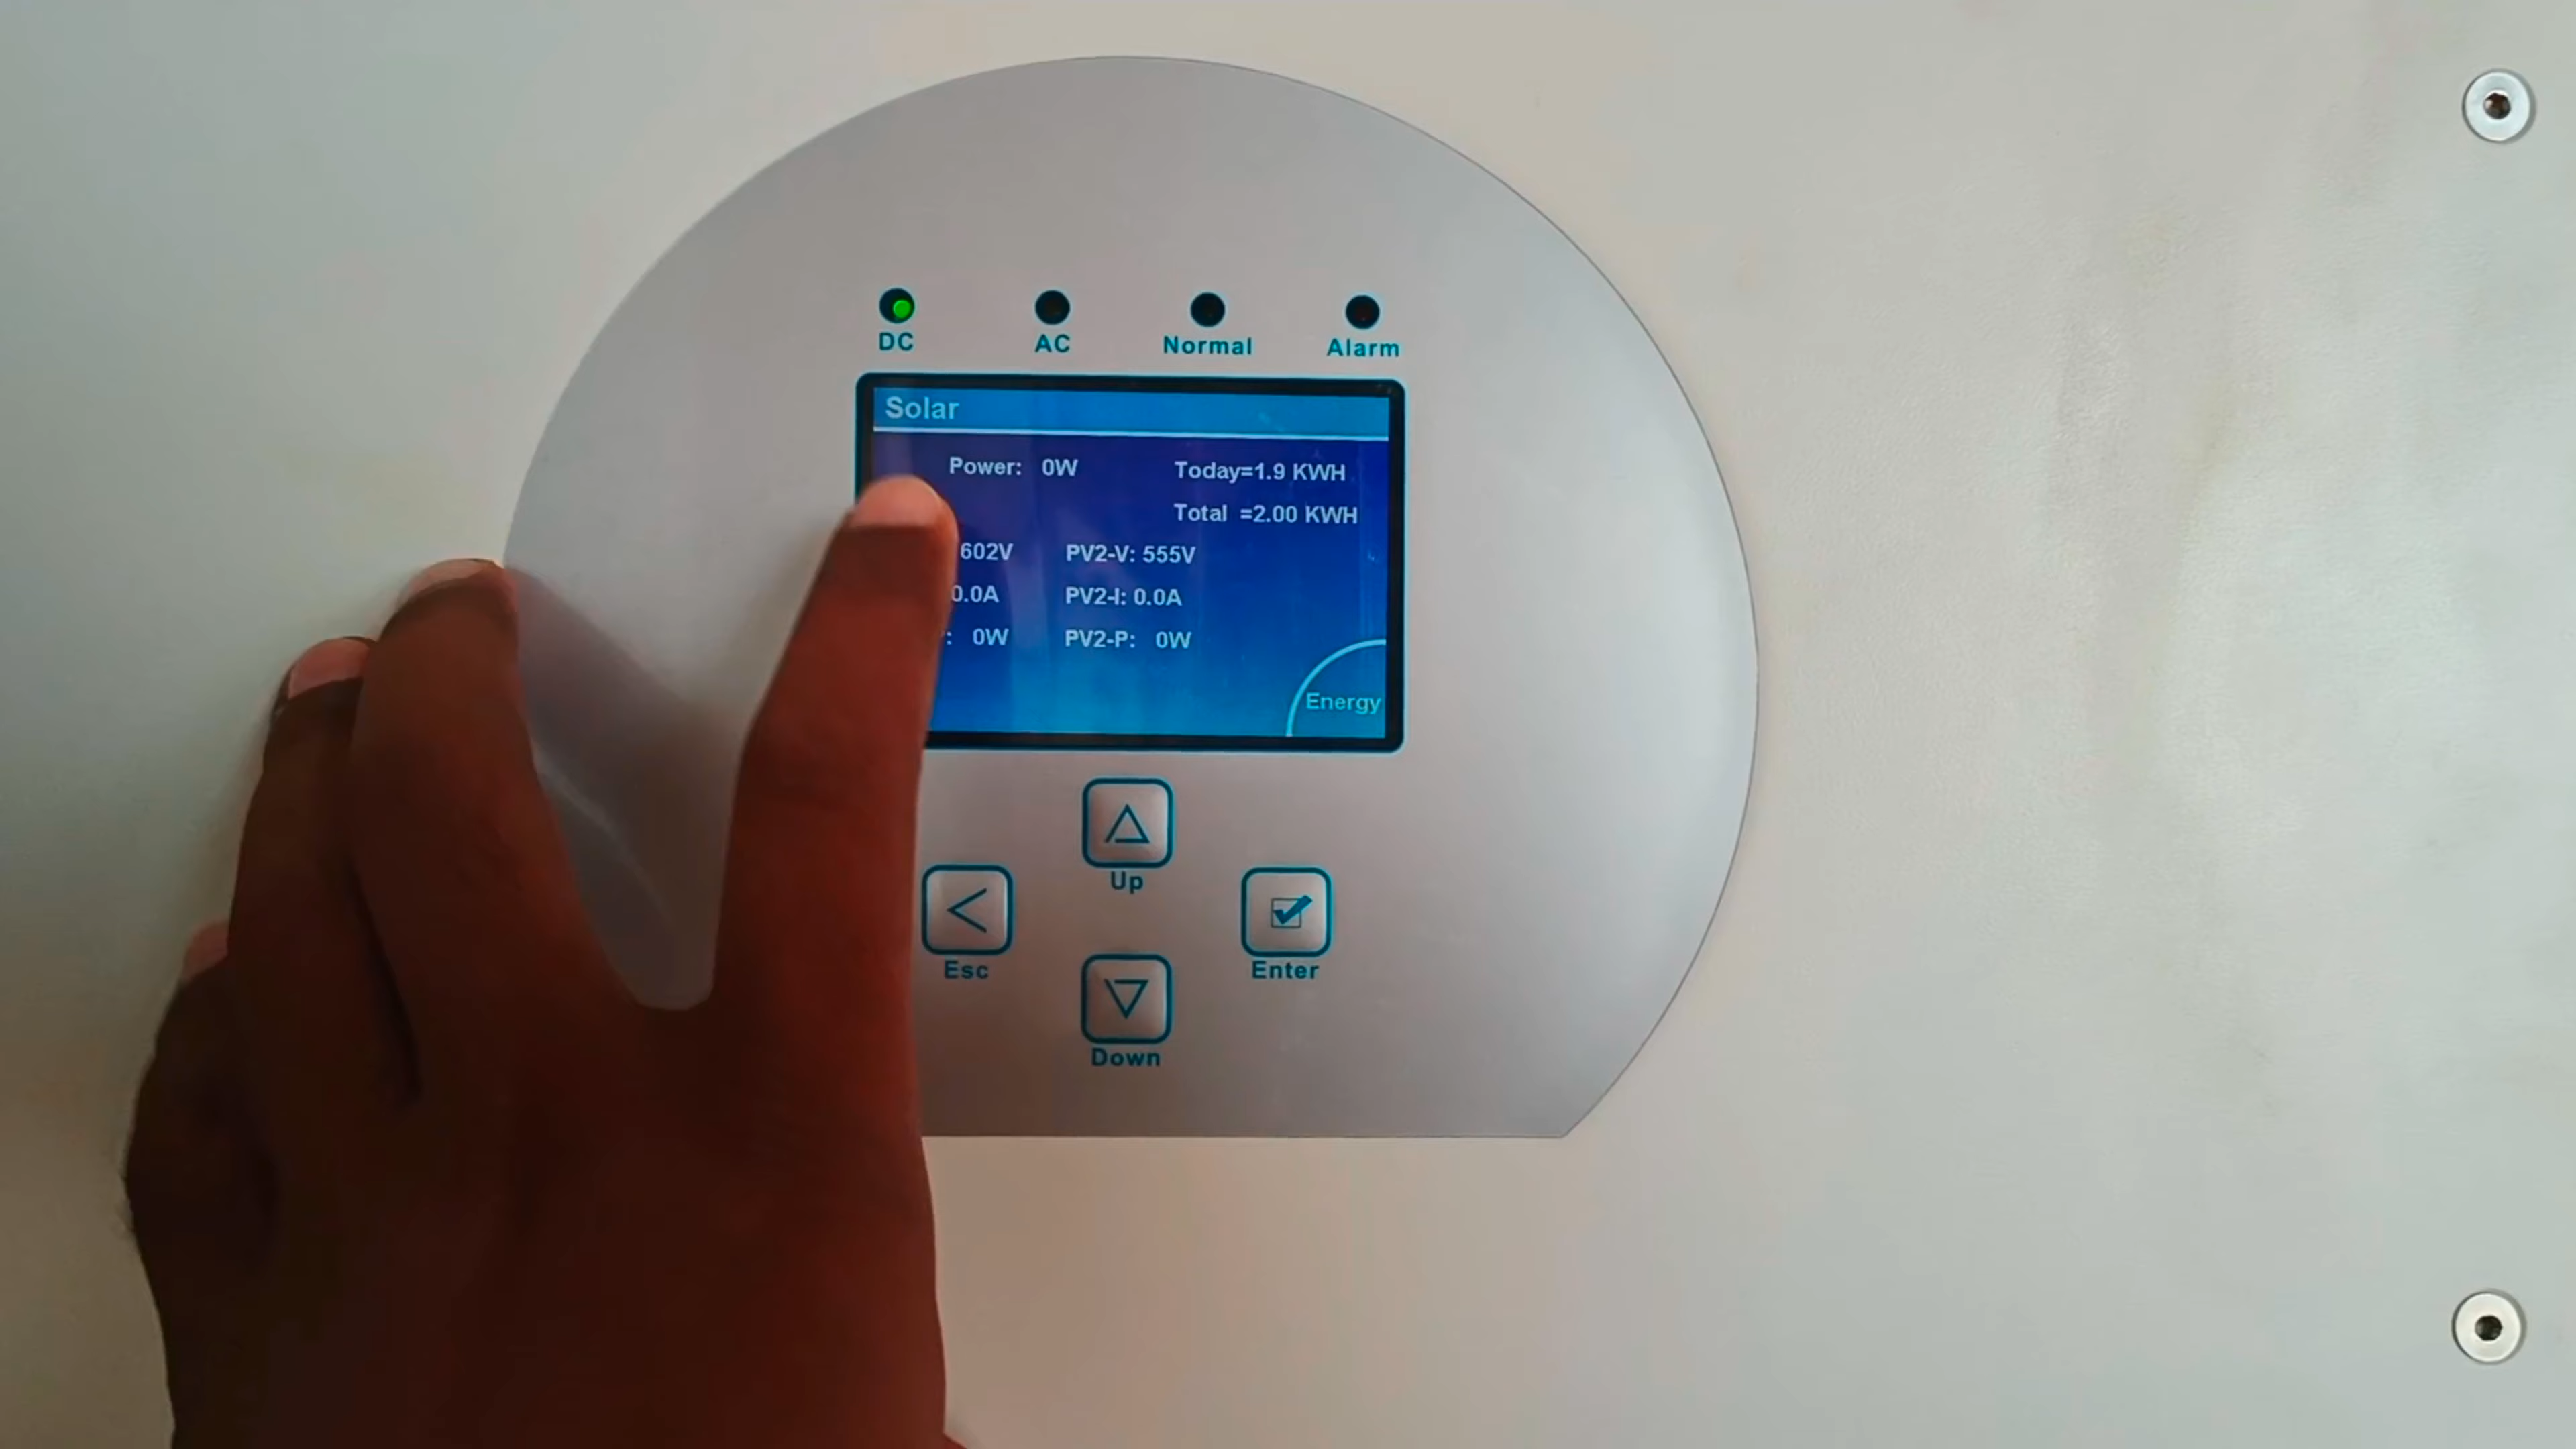 DC AC Normal Alarm
Solar
Power: 0W Today=1.9 KWH
Total =2.00 KWH
602V PV2-V: 555V
0.0A PV2-I: 0.0A
: 0W PV2-P: 0W
Energy
Up
Esc Enter
Down